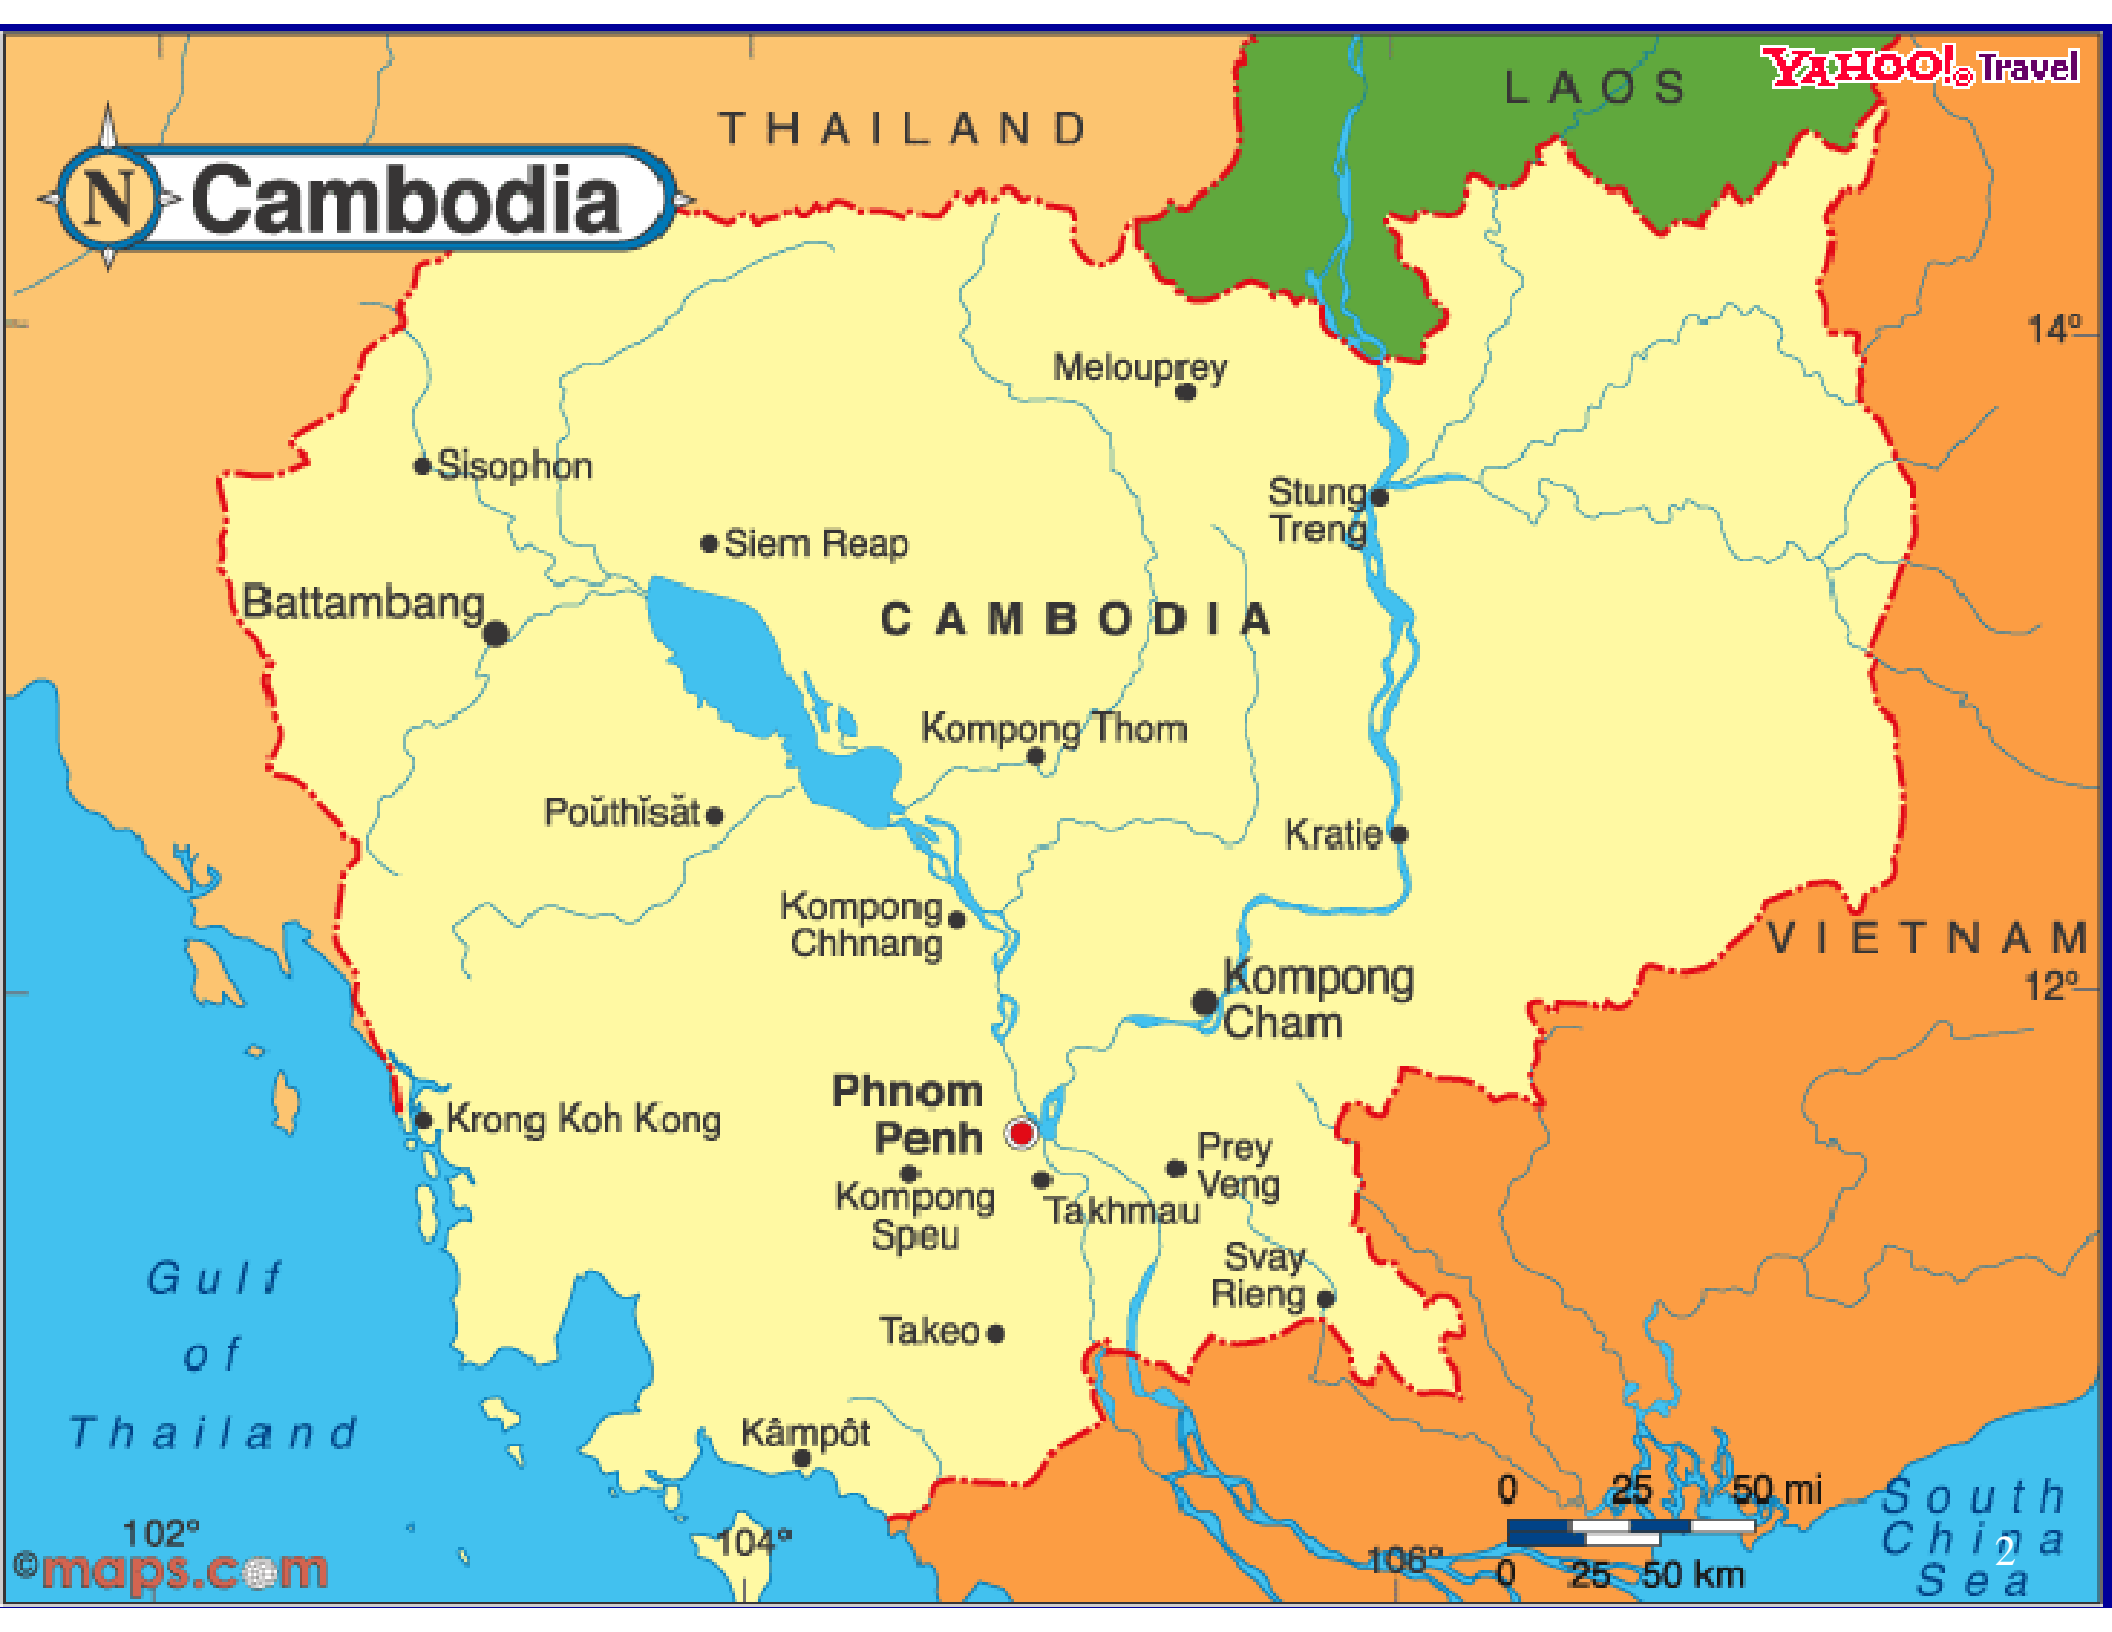 YAHOO!® Travel
LAOS
THAILAND
N
Cambodia
14°
Melouprey
Sisophon
Stung
Treng
Siem Reap
Battambang
CAMBODIA
Kompong Thom
Poŭthĭsăt
Kratie
Kompong
Chhnang
VIETNAM
Kompong
Cham
12°
Phnom
Penh
Krong Koh Kong
Prey
Veng
Kompong
Speu
Takhmau
Svay
Rieng
Gulf
of
Thailand
Takeo
Kâmpôt
0 25 50 mi
0 25 50 km
South
China
Sea
2
102°
104°
106°
©maps.com